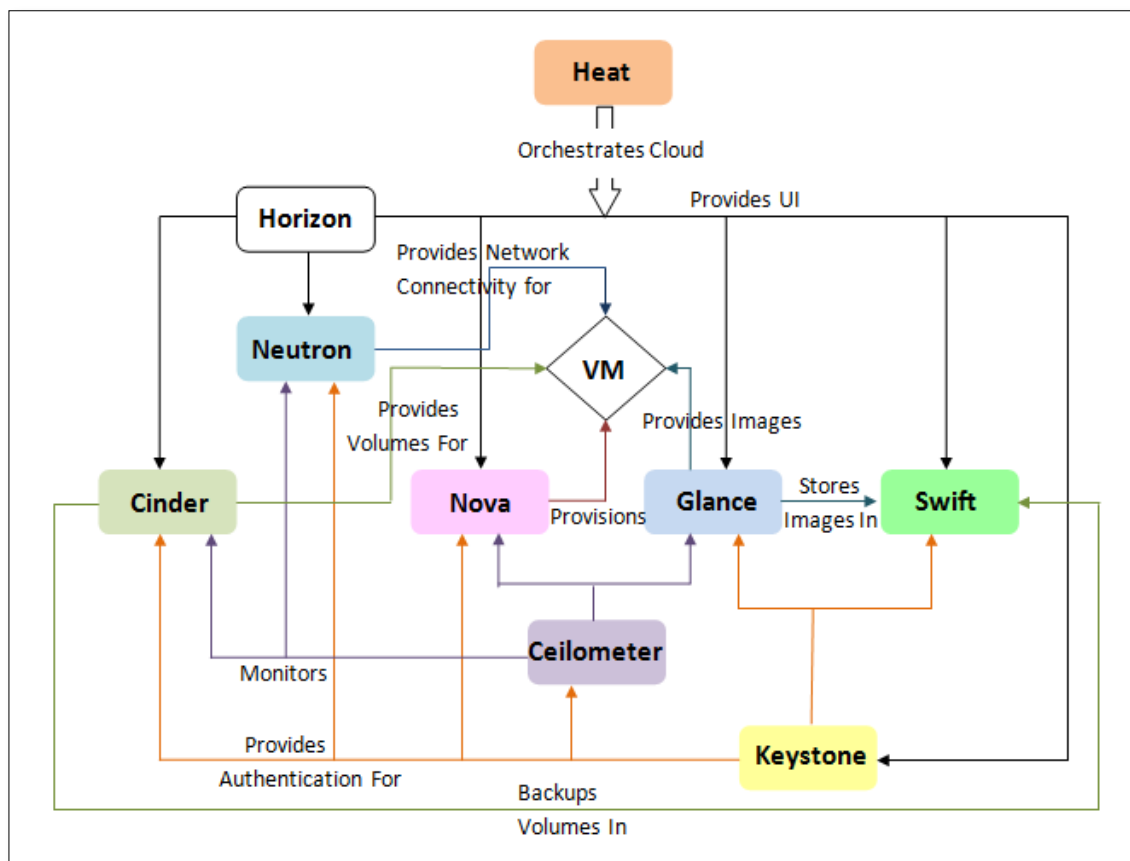 Heat
Orchestrates Cloud
Provides UI
Horizon
Provides Network
Connectivity for
Neutron
VM
Provides
Volumes For
Provides Images
Cinder
Nova
Provisions
Glance
Stores
Images In
Swift
Ceilometer
Monitors
Provides
Authentication For
Keystone
Backups
Volumes In